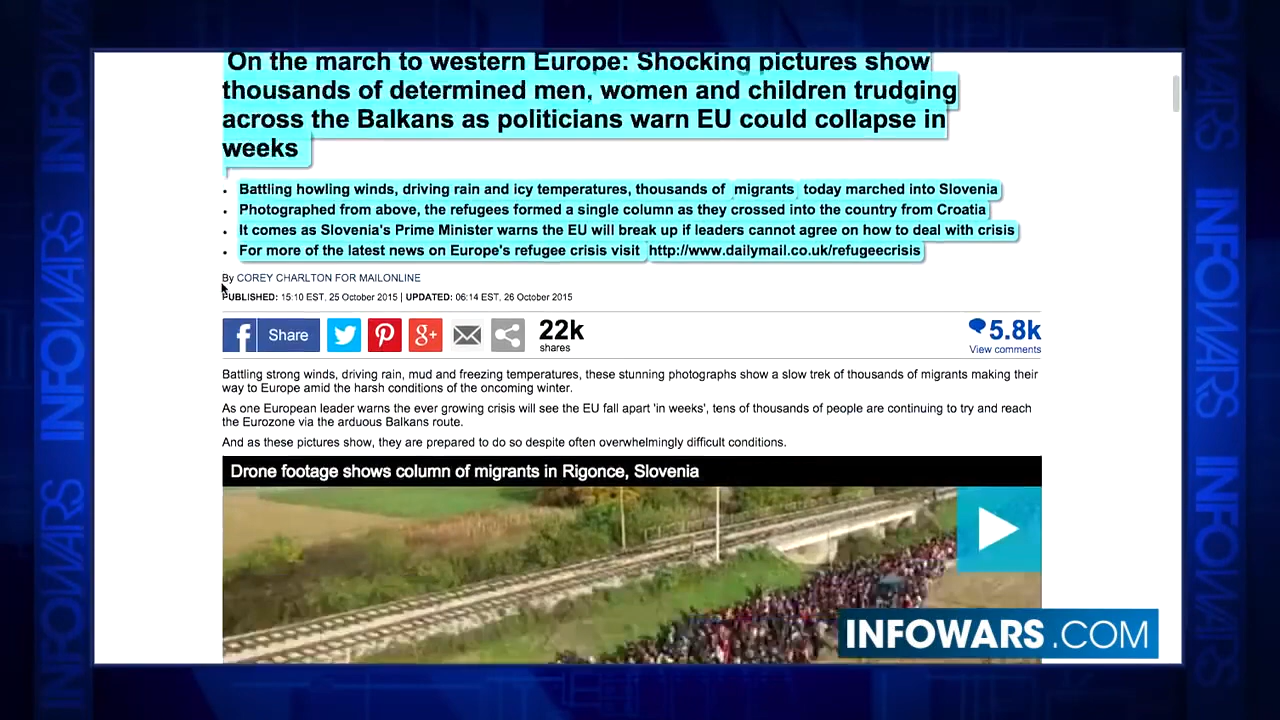 On the march to western Europe: Shocking pictures show
thousands of determined men, women and children trudging
across the Balkans as politicians warn EU could collapse in
weeks
Battling howling winds, driving rain and icy temperatures, thousands of migrants today marched into Slovenia
Photographed from above, the refugees formed a single column as they crossed into the country from Croatia
It comes as Slovenia's Prime Minister warns the EU will break up if leaders cannot agree on how to deal with crisis
For more of the latest news on Europe's refugee crisis visit http://www.dailymail.co.uk/refugeecrisis
By COREY CHARLTON FOR MAILONLINE
PUBLISHED: 15:10 EST, 25 October 2015 | UPDATED: 06:14 EST, 26 October 2015
f Share g+ 22k shares
5.8k
View comments
Battling strong winds, driving rain, mud and freezing temperatures, these stunning photographs show a slow trek of thousands of migrants making their
way to Europe amid the harsh conditions of the oncoming winter.
As one European leader warns the ever growing crisis will see the EU fall apart 'in weeks', tens of thousands of people are continuing to try and reach
the Eurozone via the arduous Balkans route.
And as these pictures show, they are prepared to do so despite often overwhelmingly difficult conditions.
Drone footage shows column of migrants in Rigonce, Slovenia
INFOWARS.COM
INFOWARS
INFOWARS
INFOWARS
INFOWARS